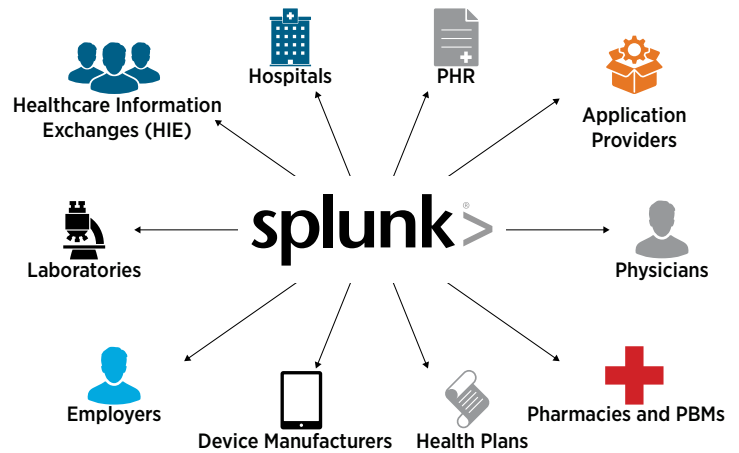 Hospitals
PHR
Healthcare Information
Exchanges (HIE)
Application
Providers
splunk>®
Laboratories
Physicians
Employers
Device Manufacturers
Health Plans
Pharmacies and PBMs